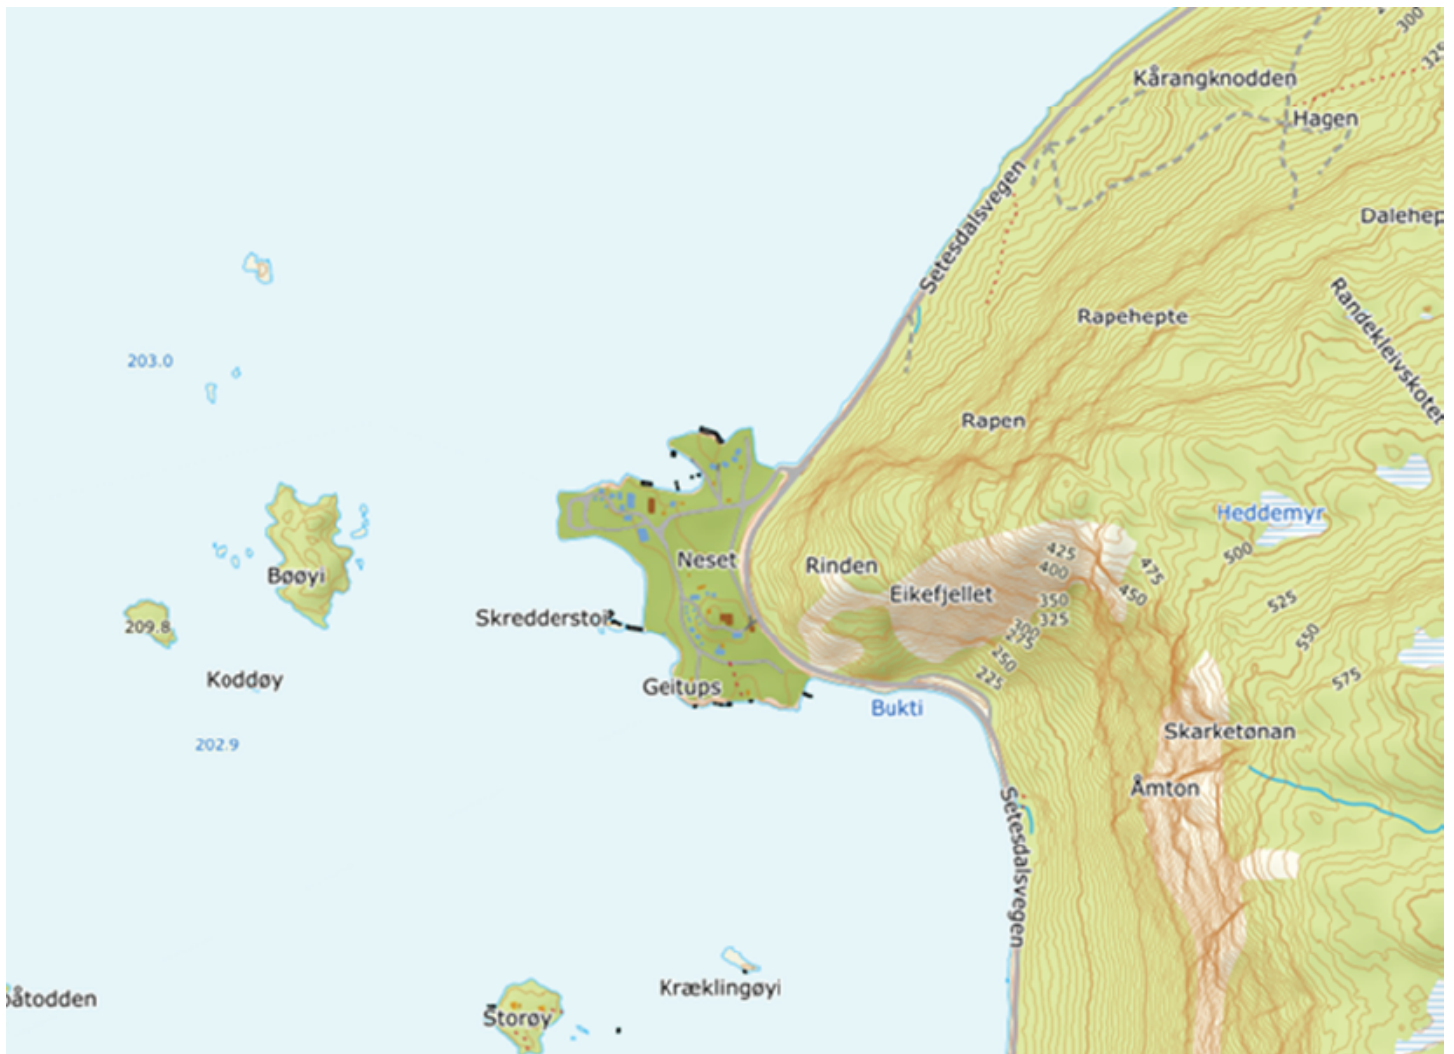 300
325
Kårangknodden
Hagen
Setesdalsvegen
Dalehep
Randekleivskotet
Rapehepte
203.0
Rapen
Heddemyr
500
425
400
475
450
Neset
Rinden
Eikefjellet
Bøøyi
350
325
300
275
525
550
575
Skredderstoi
209.8
250
225
Koddøy
Geitups
Bukti
Skarketønan
202.9
Åmton
Setesdalsvegen
Kræklingøyi
åtodden
Storøy